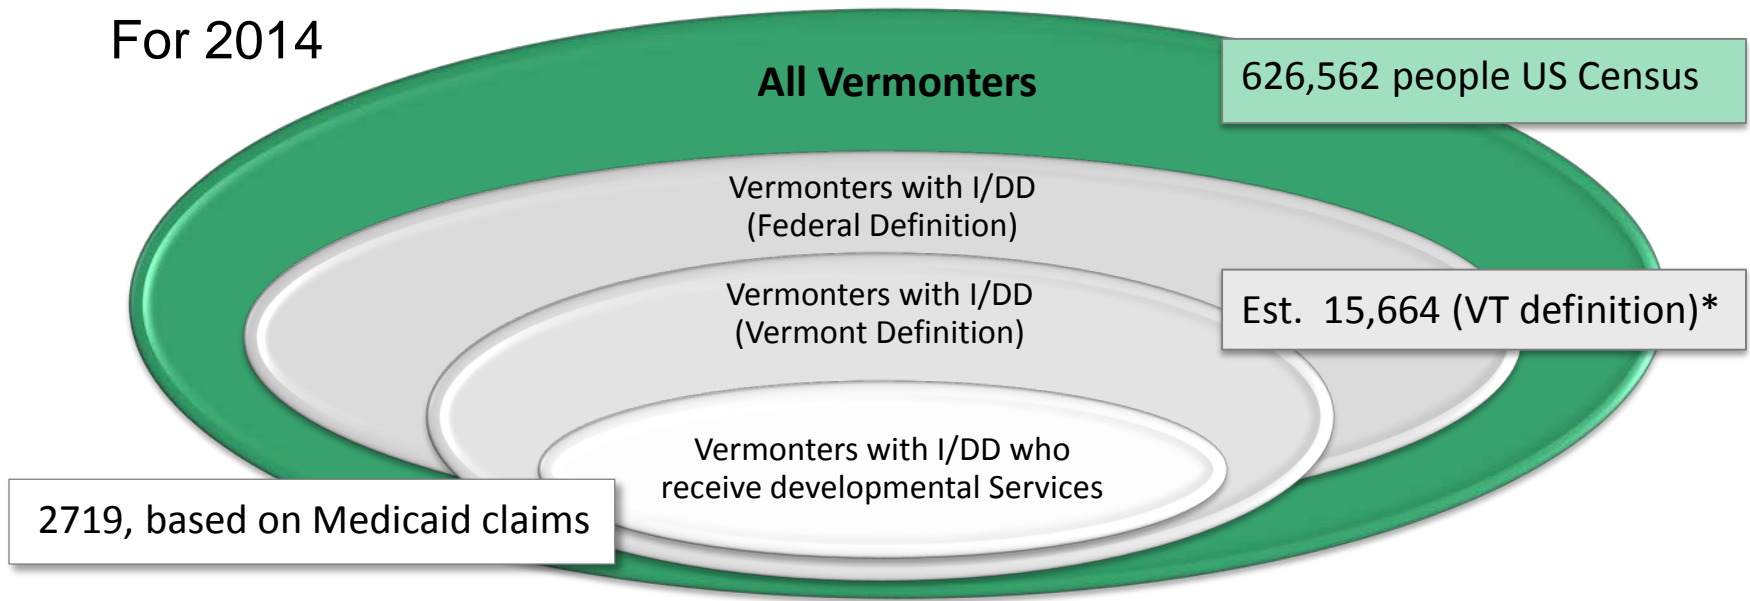 For 2014
All Vermonters
626,562 people US Census
Vermonters with I/DD
(Federal Definition)
Vermonters with I/DD
(Vermont Definition)
Est.  15,664 (VT definition)*
Vermonters with I/DD who
receive developmental Services
2719, based on Medicaid claims